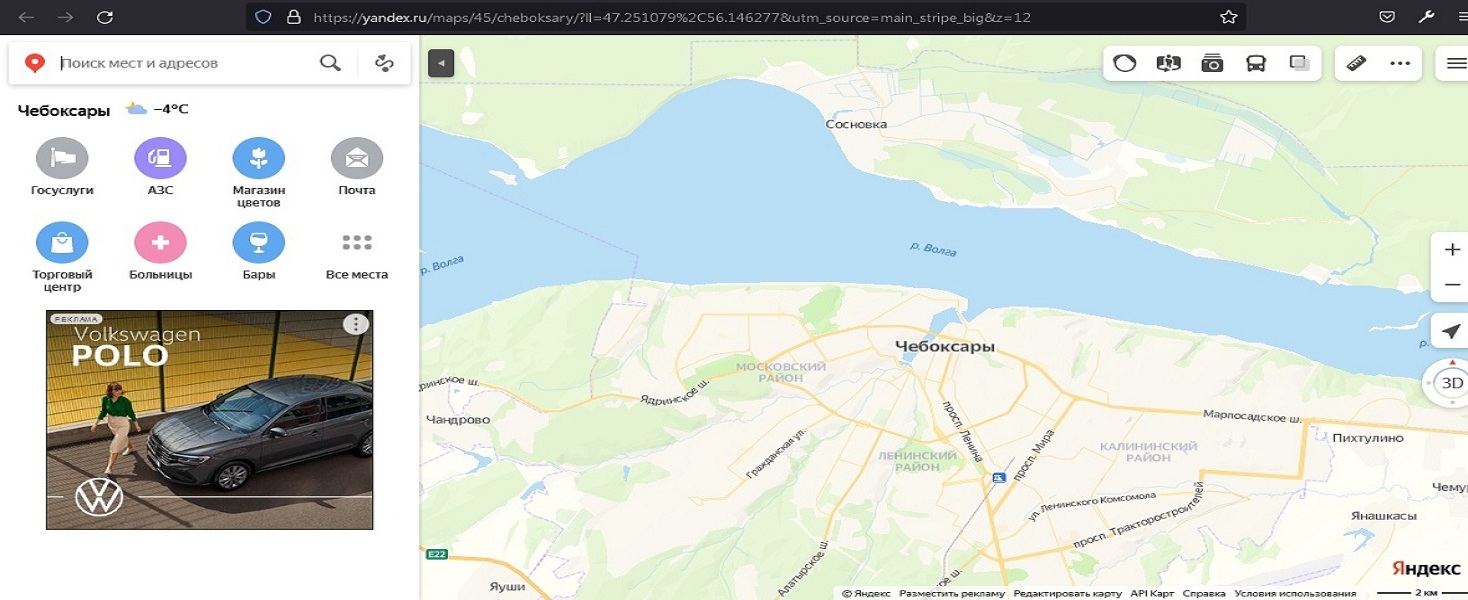 https://yandex.ru/maps/45/cheboksary/?ll=47.251079%2C56.146277&utm_source=main_stripe_big&z=12
Поиск мест и адресов
Чебоксары −4°C
Госуслуги
АЗС
Магазин
цветов
Почта
Торговый
центр
Больницы
Бары
Все места
РЕКЛАМА
Volkswagen
POLO
Сосновка
р. Волга
р. Волга
р.
Чебоксары
МОСКОВСКИЙ
РАЙОН
Ядринское ш.
дринское ш.
Чандрово
Гражданская ул.
просп. Ленина
просп. Мира
ЛЕНИНСКИЙ
РАЙОН
КАЛИНИНСКИЙ
РАЙОН
Марпосадское ш.
Пихтулино
Чему
Янашкасы
ул. Ленинского Комсомола
просп. Тракторостроителей
Алатырское ш.
ое ш.
E22
Яуши
3D
Яндекс
© Яндекс Разместить рекламу Редактировать карту API Карт Справка Условия использования 2 км